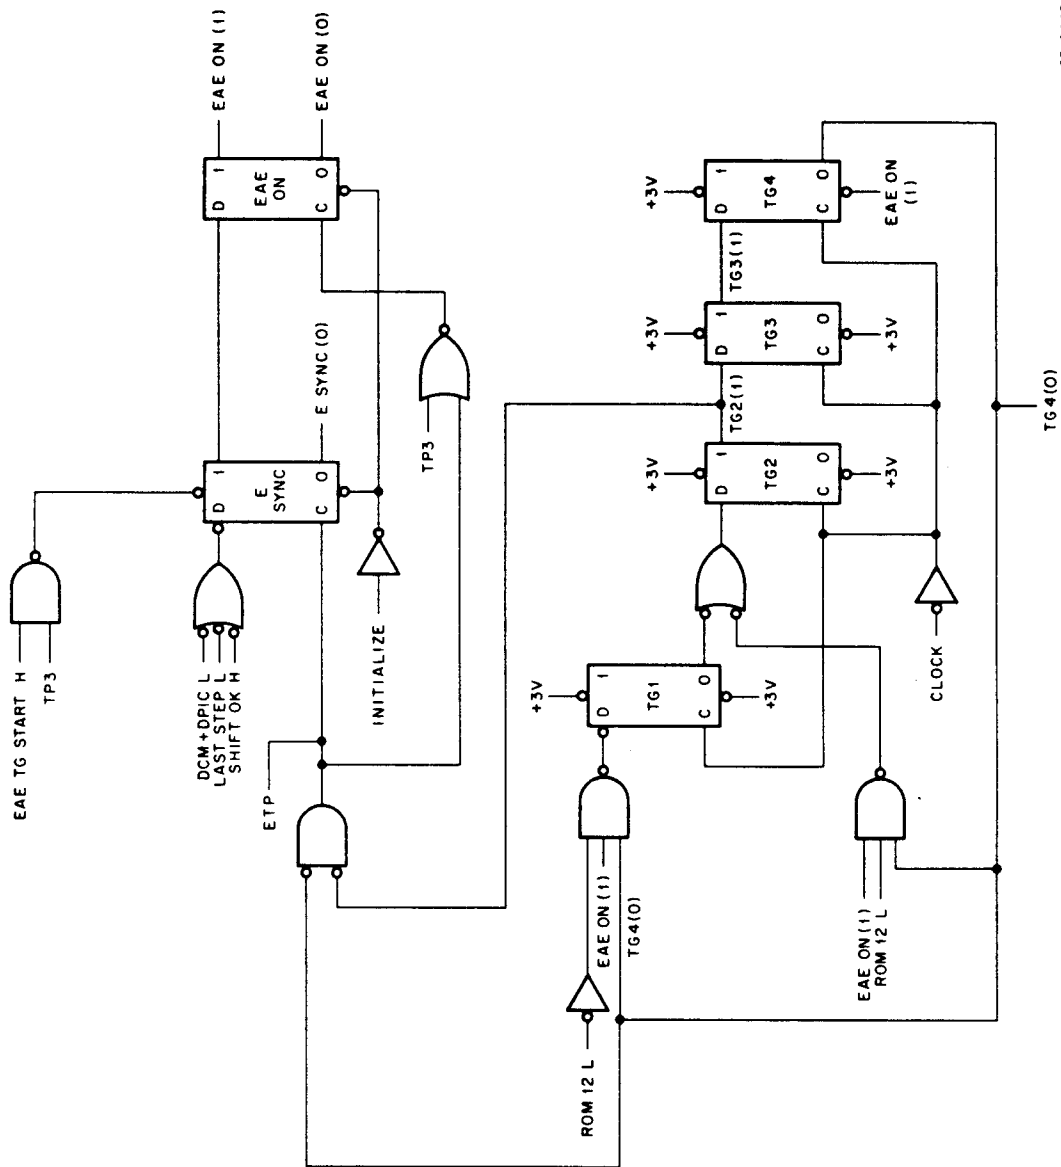 EAE TG START H
TP3
DCM+DPIC L
LAST STEP L
SHIFT OK H
D 1
E
SYNC
C 0
E SYNC (0)
D 1
EAE
ON
C 0
EAE ON (1)
EAE ON (0)
INITIALIZE
TP3
ETP
ROM 12 L
EAE ON (1)
TG4(0)
+3V
D 1
TG1
C 0
+3V
EAE ON (1)
ROM 12 L
+3V
D 1
TG2
C 0
+3V
TG2(1)
+3V
D 1
TG3
C 0
+3V
TG3(1)
+3V
D 1
TG4
C 0
EAE ON
(1)
CLOCK
TG4(0)